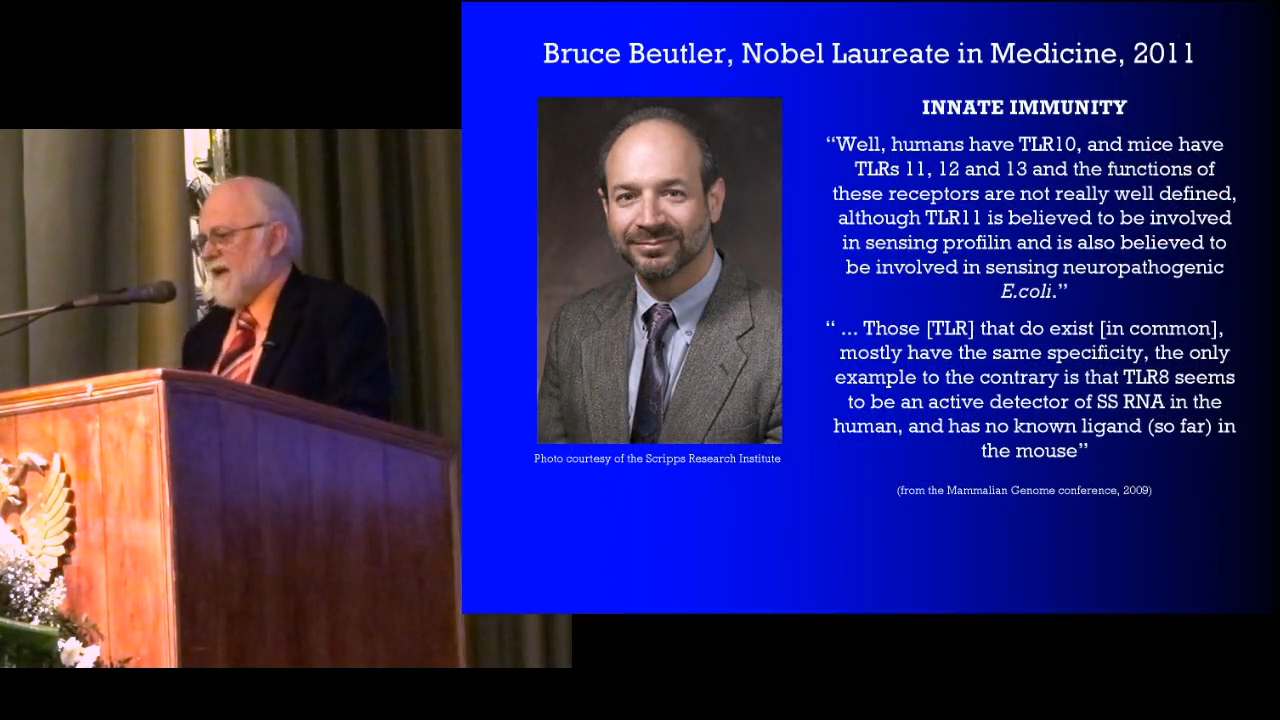 Bruce Beutler, Nobel Laureate in Medicine, 2011
INNATE IMMUNITY
“Well, humans have TLR10, and mice have
TLRs 11, 12 and 13 and the functions of
these receptors are not really well defined,
although TLR11 is believed to be involved
in sensing profilin and is also believed to
be involved in sensing neuropathogenic
E.coli.”
“ ... Those [TLR] that do exist [in common],
mostly have the same specificity, the only
example to the contrary is that TLR8 seems
to be an active detector of SS RNA in the
human, and has no known ligand (so far) in
the mouse”
(from the Mammalian Genome conference, 2009)
Photo courtesy of the Scripps Research Institute